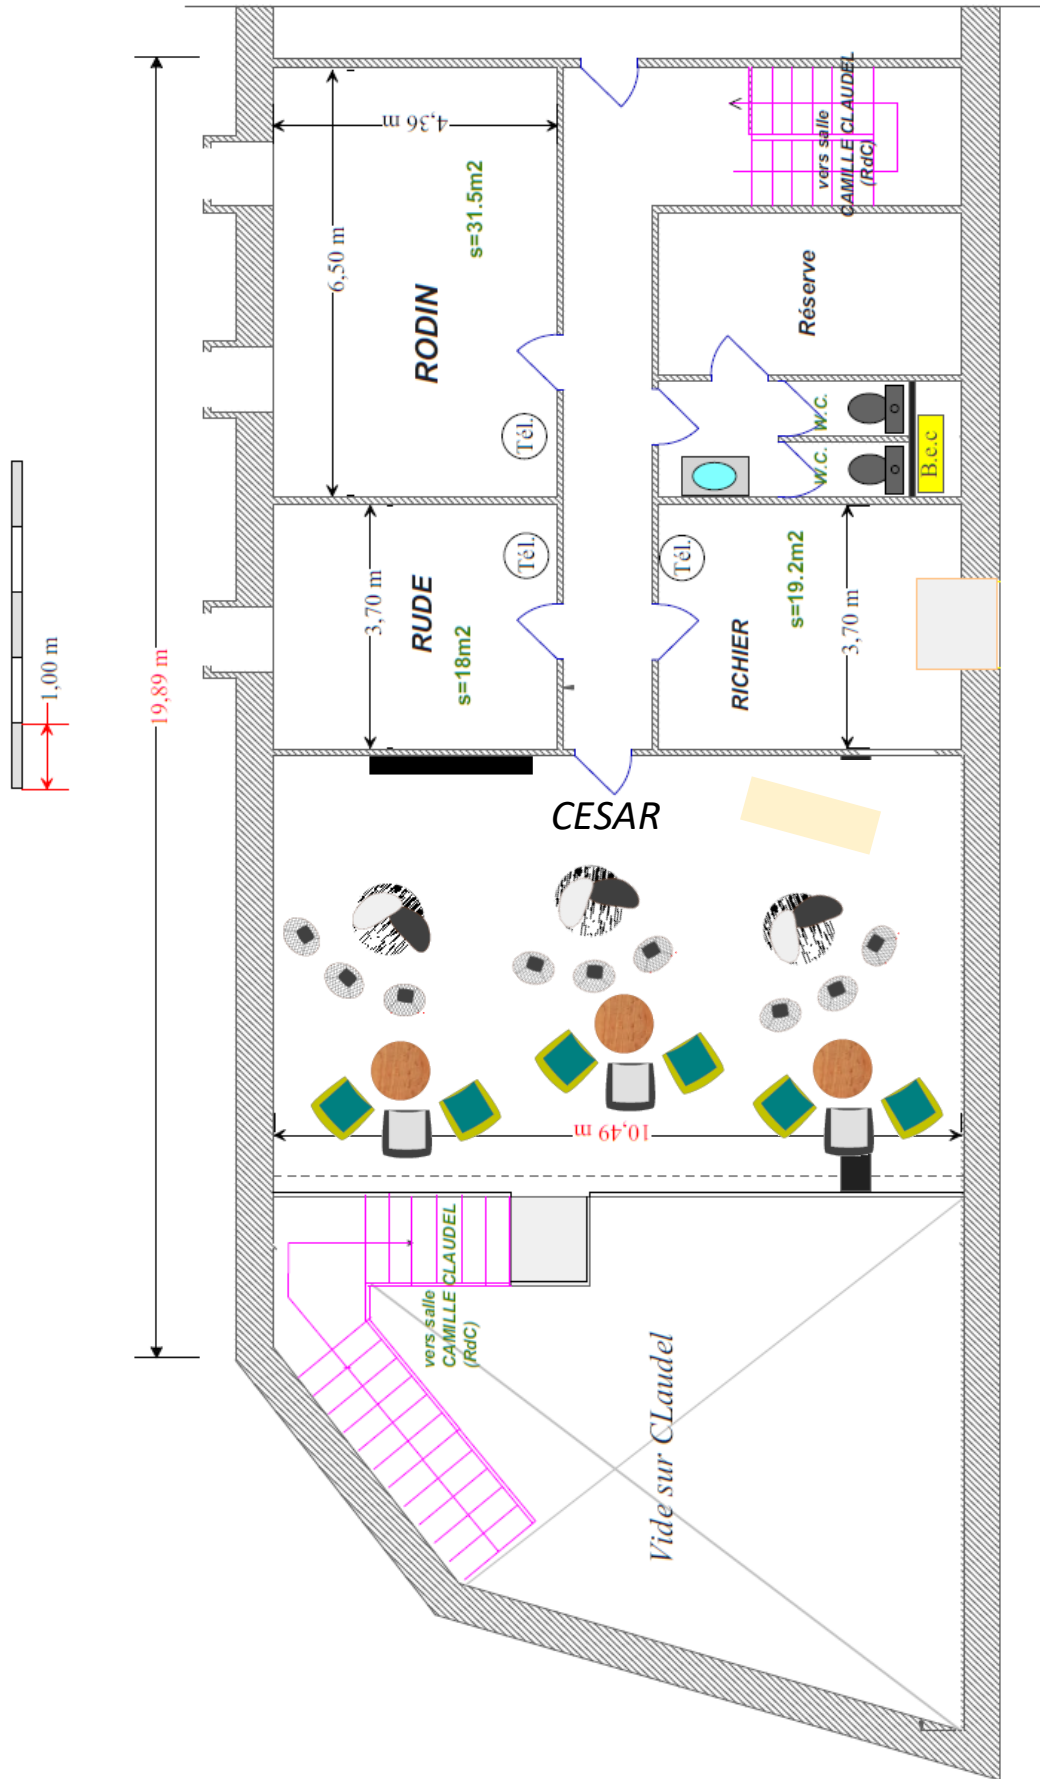 vers salle
CAMILLE CLAUDEL
(RdC)
4,36 m
s=31.5m2
6,50 m
RODIN
Réserve
Tél.
W.C.
W.C.
B.c.c
3,70 m
RUDE
s=18m2
Tél.
Tél.
s=19.2m2
RICHIER
3,70 m
1,00 m
19,89 m
CESAR
10,49 m
vers salle
CAMILLE CLAUDEL
(RdC)
Vide sur CLaudel